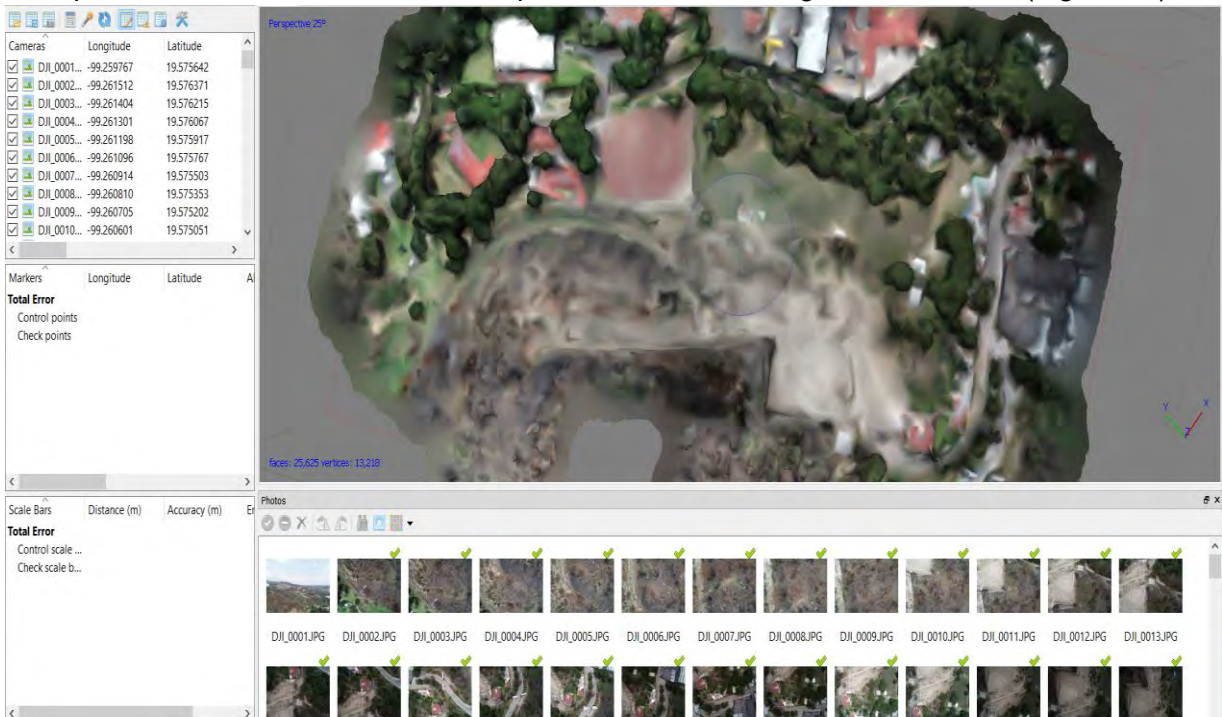 Perspective 25°
Cameras Longitude Latitude
DJI_0001... -99.259767 19.575642
DJI_0002... -99.261512 19.576371
DJI_0003... -99.261404 19.576215
DJI_0004... -99.261301 19.576067
DJI_0005... -99.261198 19.575917
DJI_0006... -99.261096 19.575767
DJI_0007... -99.260914 19.575503
DJI_0008... -99.260810 19.575353
DJI_0009... -99.260705 19.575202
DJI_0010... -99.260601 19.575051
Markers Longitude Latitude Al
Total Error
Control points
Check points
Y X
Z
faces: 25,625 vertices: 13,218
Scale Bars Distance (m) Accuracy (m) Er
Total Error
Control scale ...
Check scale b...
Photos
DJI_0001.JPG DJI_0002.JPG DJI_0003.JPG DJI_0004.JPG DJI_0005.JPG DJI_0006.JPG DJI_0007.JPG DJI_0008.JPG DJI_0009.JPG DJI_0010.JPG DJI_0011.JPG DJI_0012.JPG DJI_0013.JPG